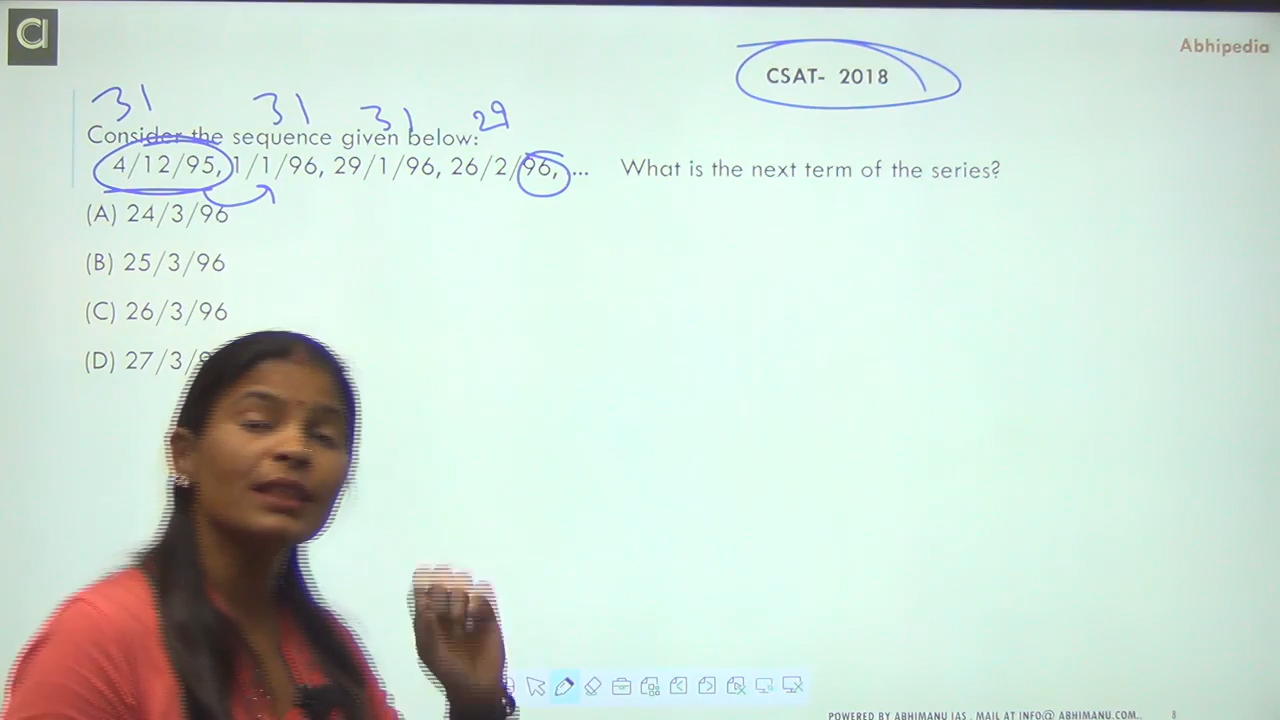 Abhipedia
CSAT- 2018
31 31 31 29
Consider the sequence given below:
4/12/95, 1/1/96, 29/1/96, 26/2/96, ... What is the next term of the series?
(A) 24/3/96
(B) 25/3/96
(C) 26/3/96
(D) 27/3/9
POWERED BY ABHIMANU IAS . MAIL AT INFO@ ABHIMANU.COM.. 8